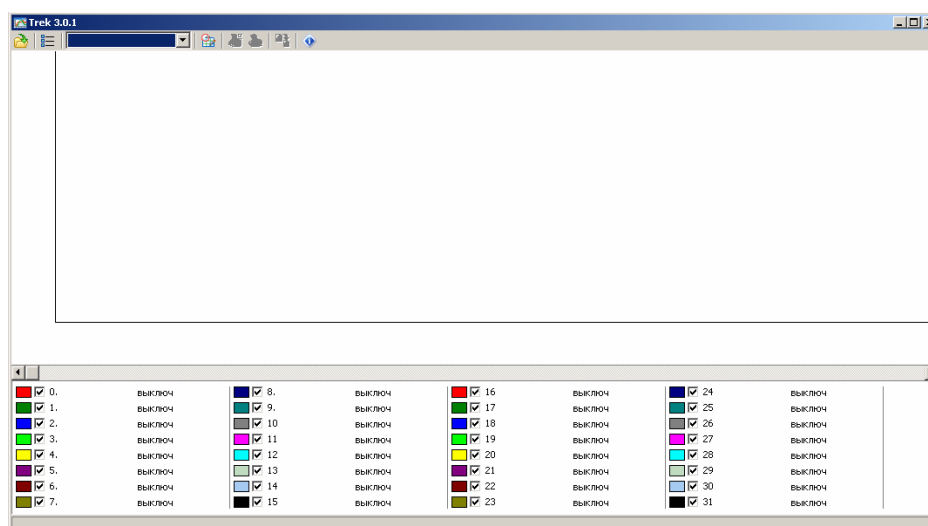 Trek 3.0.1
0. выключ 8. выключ 16 выключ 24 выключ
1. выключ 9. выключ 17 выключ 25 выключ
2. выключ 10 выключ 18 выключ 26 выключ
3. выключ 11 выключ 19 выключ 27 выключ
4. выключ 12 выключ 20 выключ 28 выключ
5. выключ 13 выключ 21 выключ 29 выключ
6. выключ 14 выключ 22 выключ 30 выключ
7. выключ 15 выключ 23 выключ 31 выключ